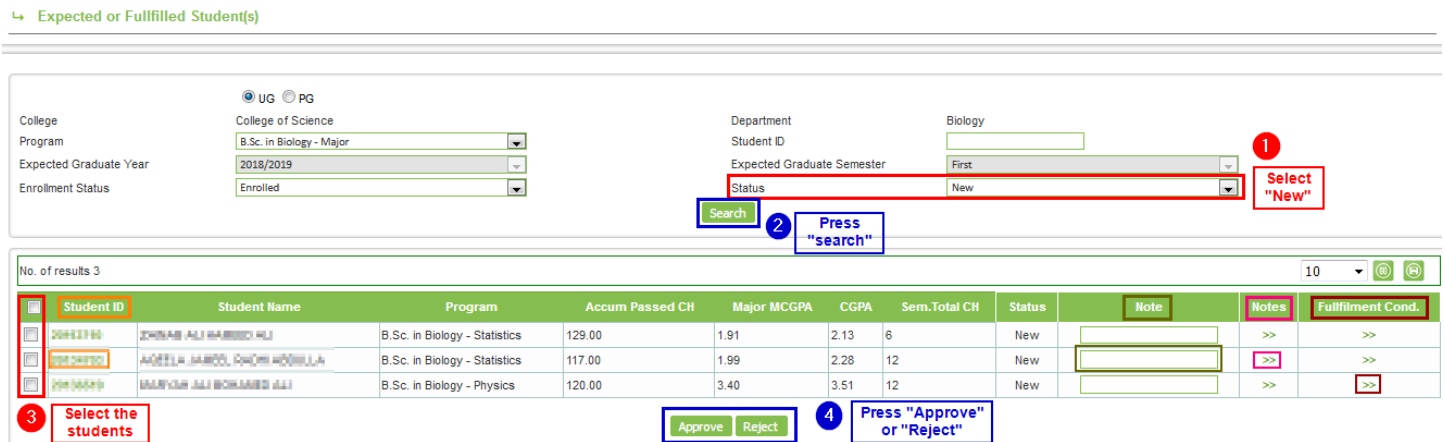 ↳ Expected or Fullfilled Student(s)
UG PG
College College of Science Department Biology
Program B.Sc. in Biology - Major Student ID
Expected Graduate Year 2018/2019 Expected Graduate Semester First
Enrollment Status Enrolled Status New
1
Select
"New"
Search
2
Press
"search"
No. of results 3 10
Student ID Student Name Program Accum Passed CH Major MCGPA CGPA Sem.Total CH Status Note Notes Fullfilment Cond.
B.Sc. in Biology - Statistics 129.00 1.91 2.13 6 New >> >>
B.Sc. in Biology - Statistics 117.00 1.99 2.28 12 New >> >>
B.Sc. in Biology - Physics 120.00 3.40 3.51 12 New >> >>
3
Select the
students
Approve Reject
4
Press "Approve"
or "Reject"